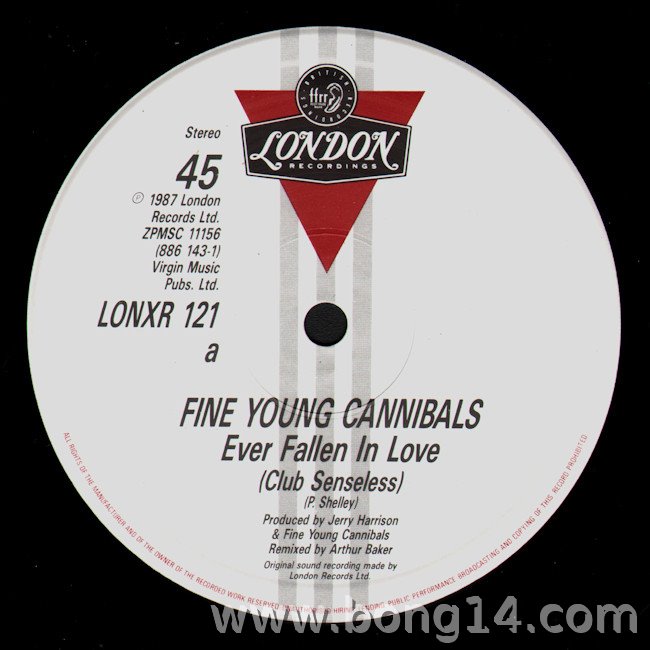 BRITISH
ffrr
RECORDINGS
LONDON
RECORDINGS
Stereo
45
℗ 1987 London
Records Ltd.
ZPMSC 11156
(886 143-1)
Virgin Music
Pubs. Ltd.
LONXR 121
a
FINE YOUNG CANNIBALS
Ever Fallen In Love
(Club Senseless)
(P. Shelley)
Produced by Jerry Harrison
& Fine Young Cannibals
Remixed by Arthur Baker
Original sound recording made by
London Records Ltd.
ALL RIGHTS OF THE MANUFACTURER AND OF THE OWNER OF THE RECORDED WORK RESERVED UNAUTHORISED HIRING LENDING PUBLIC PERFORMANCE BROADCASTING AND COPYING OF THIS RECORD PROHIBITED
www.bong14.com